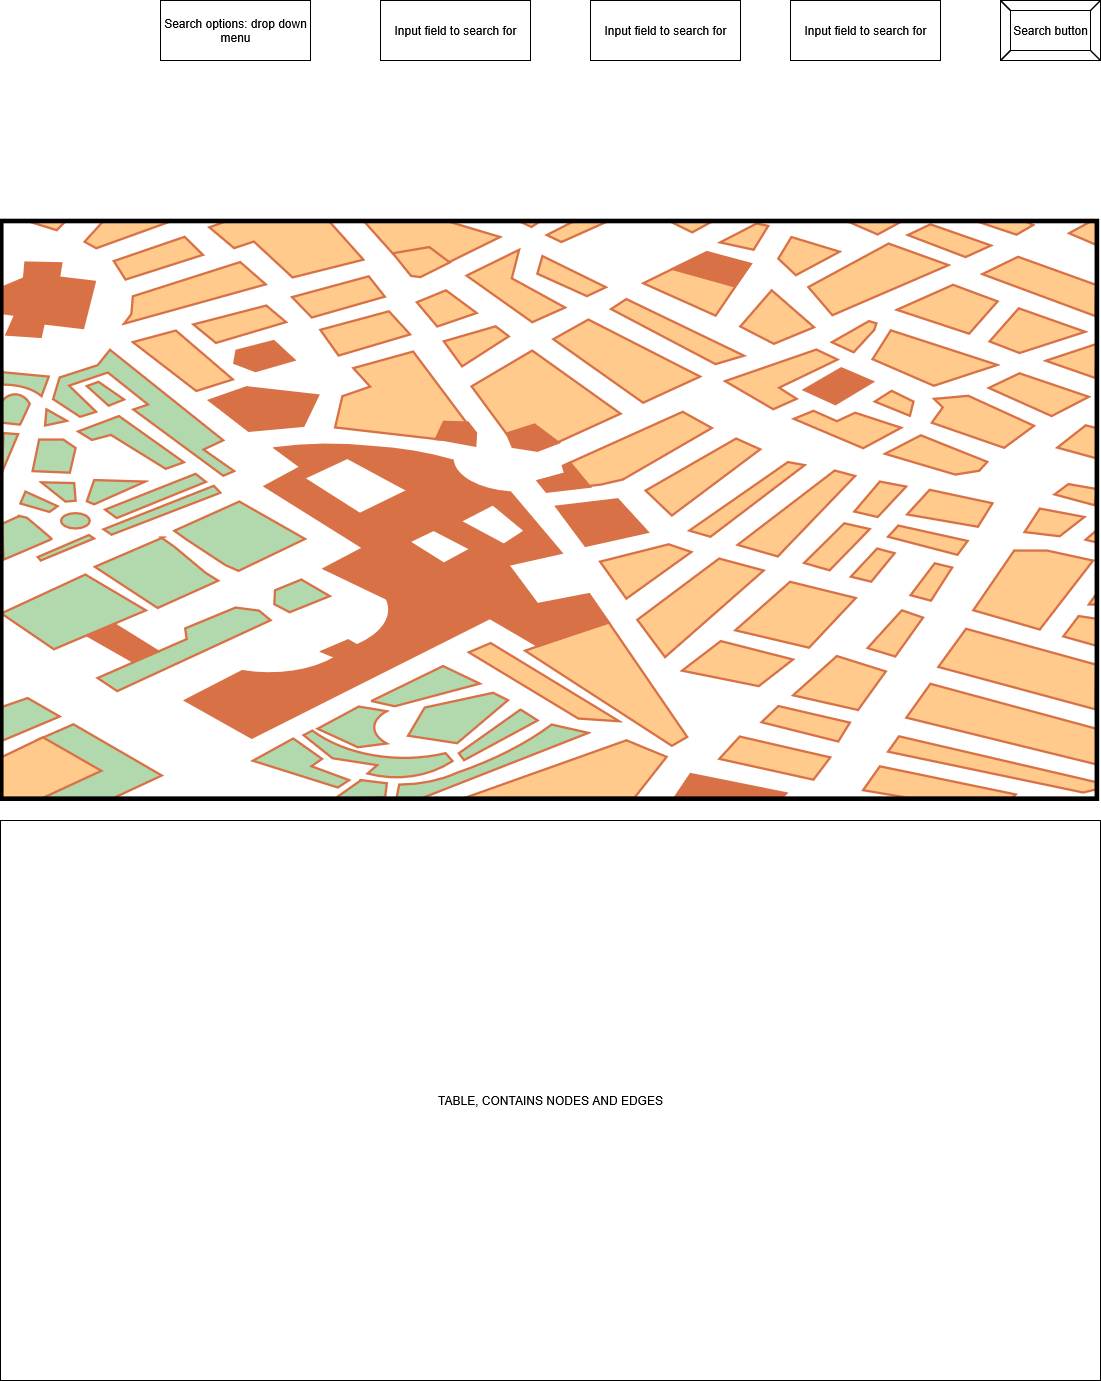 Search options: drop down
menu
Input field to search for
Input field to search for
Input field to search for
Search button
TABLE, CONTAINS NODES AND EDGES